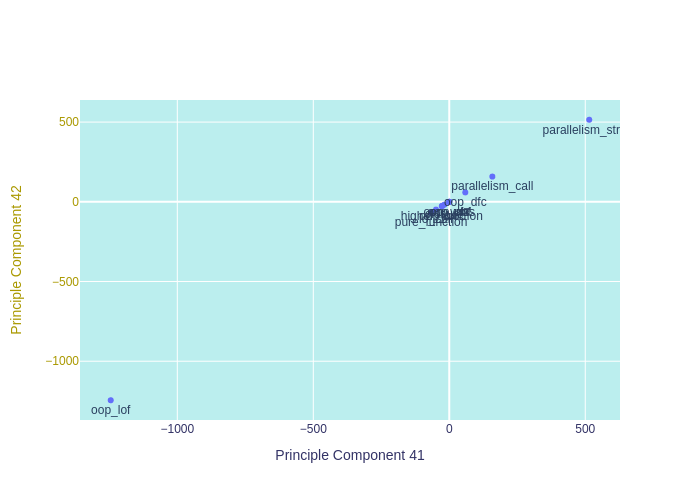 500
parallelism_str
parallelism_call
0
oop_dfc
pure_function
−500
−1000
oop_lof
−1000
−500
0
500
Principle Component 41
Principle Component 42